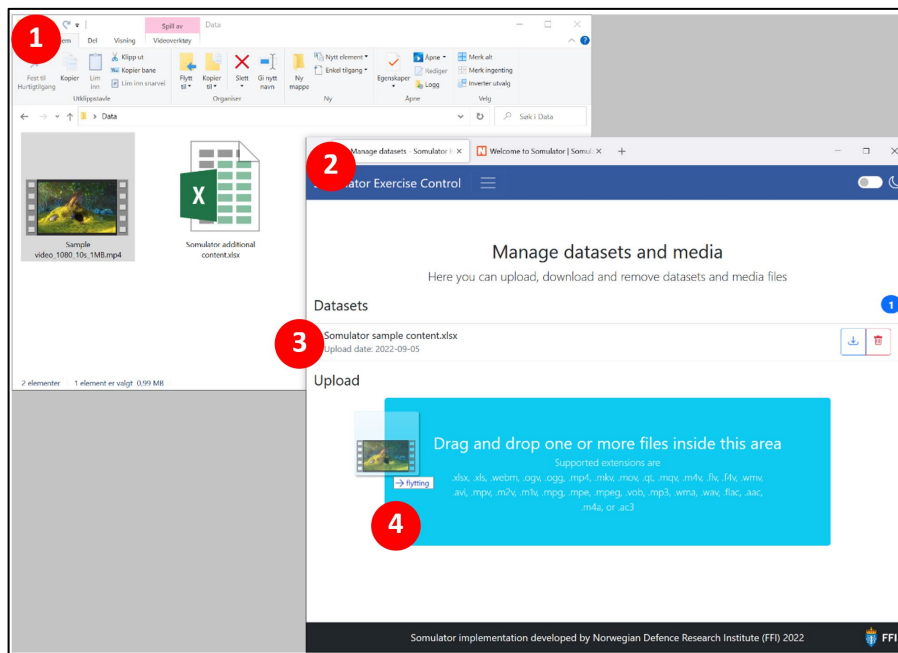 1
Spill av
Data
Del
Visning
Videoverktøy
Fest til
Hurtigtilgang
Kopier
Lim
inn
Klipp ut
Kopier bane
Lim inn snarvei
Utklippstavle
Flytt
til
Kopier
til
Slett
Gi nytt
navn
Organiser
Ny
mappe
Nytt element
Enkel tilgang
Ny
Egenskaper
Åpne
Rediger
Logg
Åpne
Merk alt
Merk ingenting
Inverter utvalg
Velg
Data
Søk i Data
Sample
video_1080_10s_1MB.mp4
X
Somulator additional
content.xlsx
2 elementer
1 element er valgt 0,99 MB
2
Manage datasets - Somulator
Welcome to Somulator | Somul
Exercise Control
Manage datasets and media
Here you can upload, download and remove datasets and media files
Datasets
1
3
Somulator sample content.xlsx
Upload date: 2022-09-05
Upload
Drag and drop one or more files inside this area
Supported extensions are
.xlsx, .xls, .webm, .ogv, .ogg, .mp4, .mkv, .mov, .qt, .mqv, .m4v, .flv, .f4v, .wmv,
.avi, .mpv, .m2v, .m1v, .mpg, .mpe, .mpeg, .vob, .mp3, .wma, .wav, .flac, .aac,
.m4a, or .ac3
flytting
4
Somulator implementation developed by Norwegian Defence Research Institute (FFI) 2022
FFI